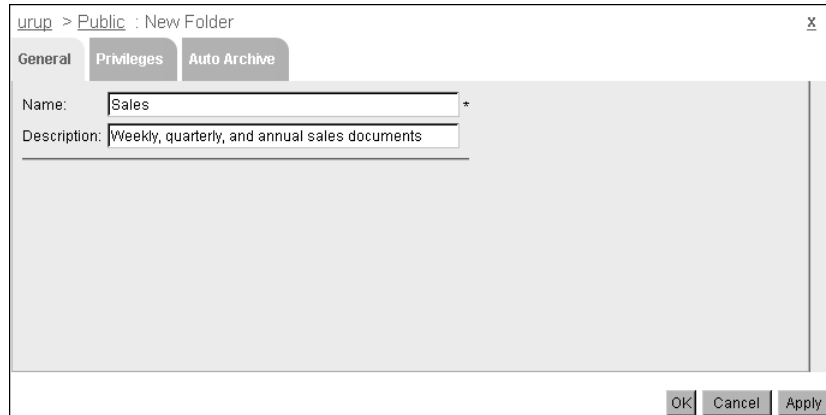 urup > Public : New Folder x
General Privileges Auto Archive
Name: Sales *
Description: Weekly, quarterly, and annual sales documents
OK Cancel Apply